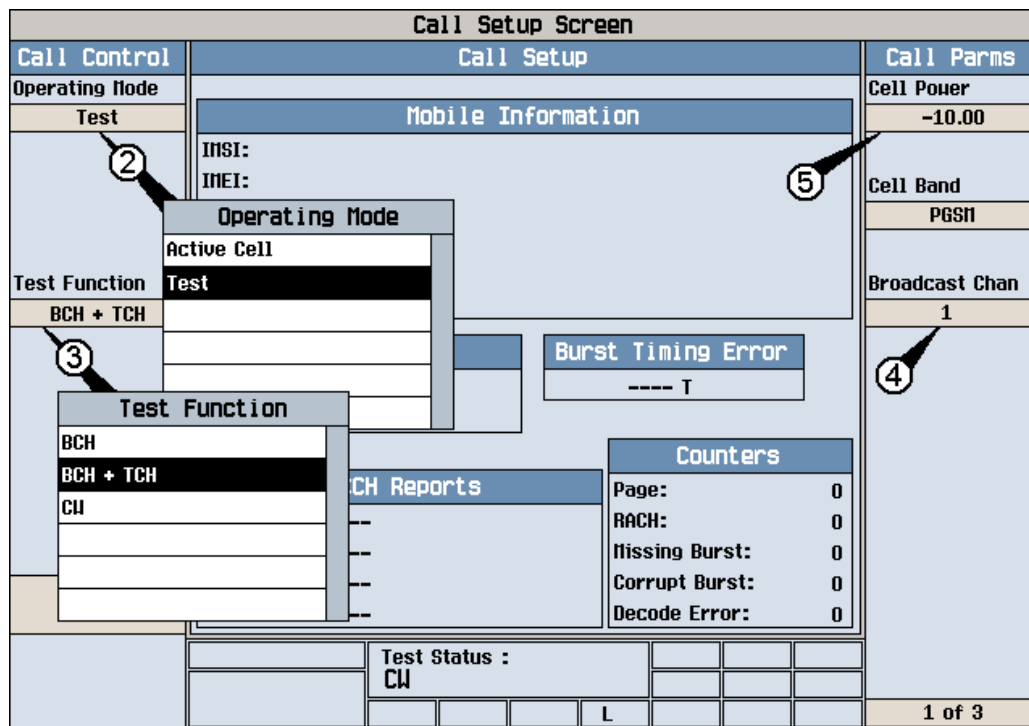 Call Setup Screen
Call Control
Call Setup
Call Parms
Operating Mode
Test
2
Test Function
BCH + TCH
3
Mobile Information
IMSI:
IMEI:
Operating Mode
Active Cell
Test
Test Function
BCH
BCH + TCH
CW
Burst Timing Error
---- T
CH Reports
--
--
--
--
Counters
Page: 0
RACH: 0
Missing Burst: 0
Corrupt Burst: 0
Decode Error: 0
Cell Power
-10.00
5
Cell Band
PGSM
Broadcast Chan
1
4
Test Status :
CW
L
1 of 3